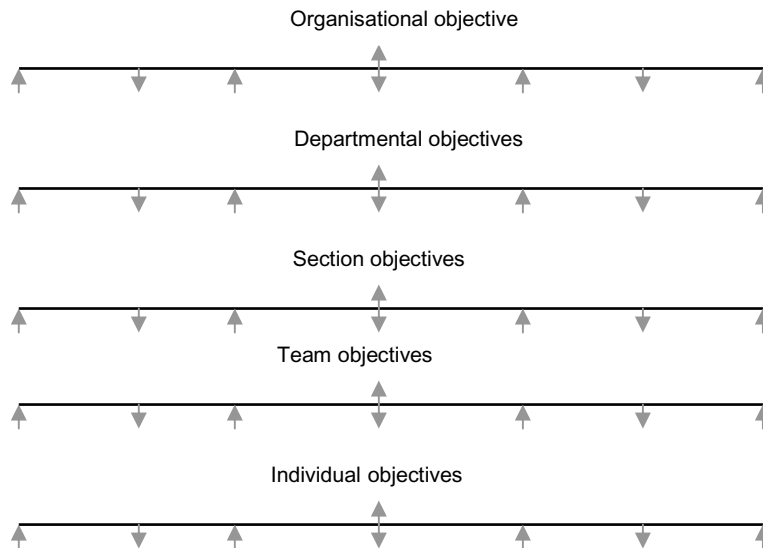 Organisational objective
Departmental objectives
Section objectives
Team objectives
Individual objectives